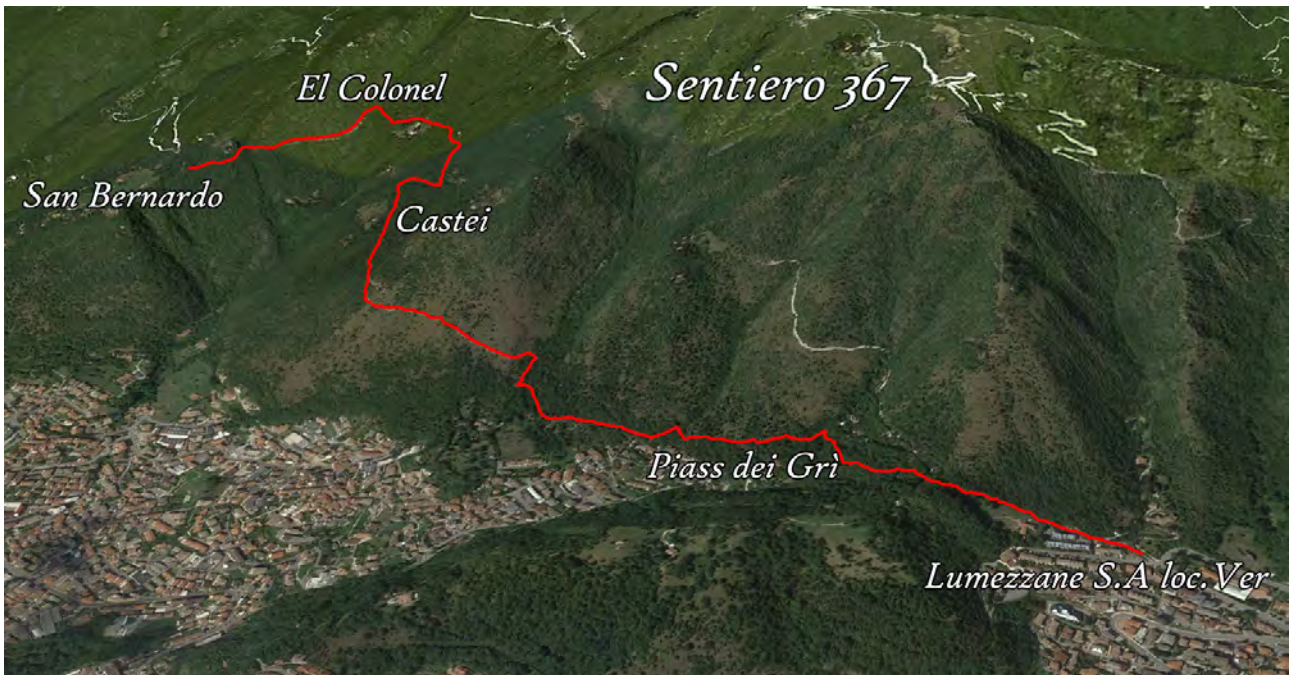 El Colonel
Sentiero 367
San Bernardo
Castei
Piass dei Grì
Lumezzane S.A loc.Ver